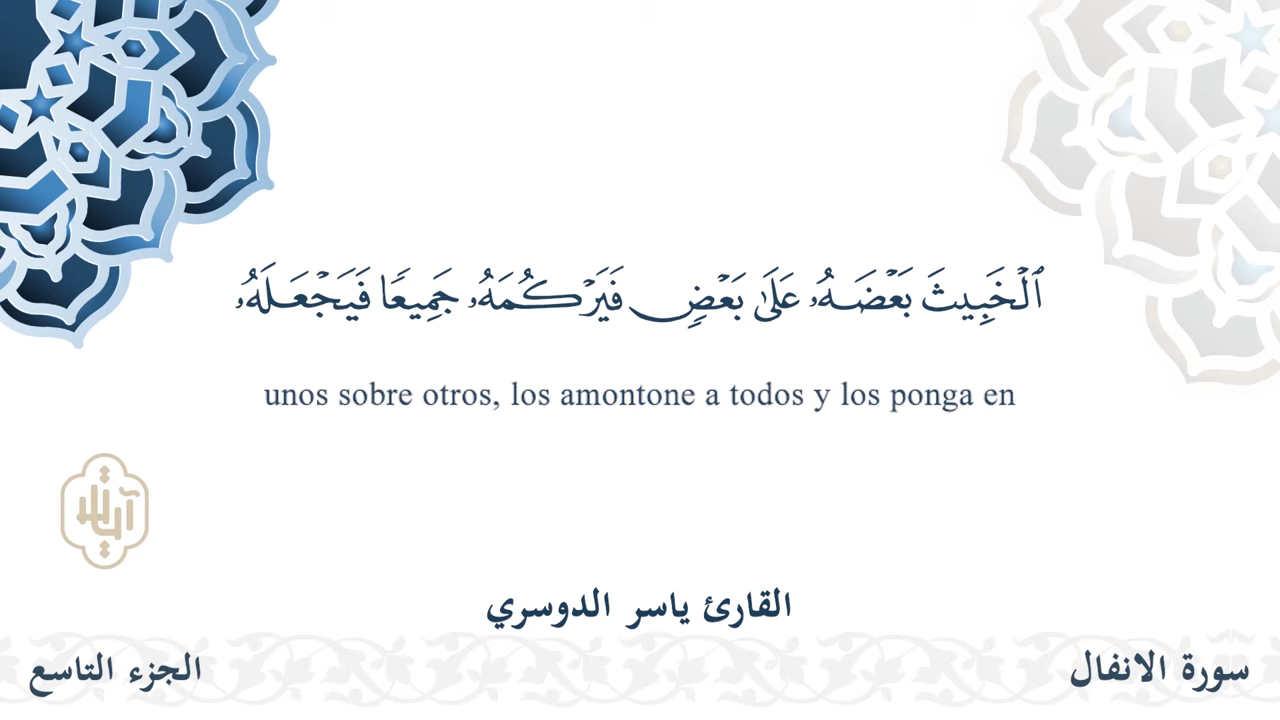 ٱلْخَبِيثَ بَعْضَهُۥ عَلَىٰ بَعْضٍ فَيَرْكُمَهُۥ جَمِيعًا فَيَجْعَلَهُۥ
unos sobre otros, los amontone a todos y los ponga en
القارئ ياسر الدوسري
سورة الانفال
الجزء التاسع